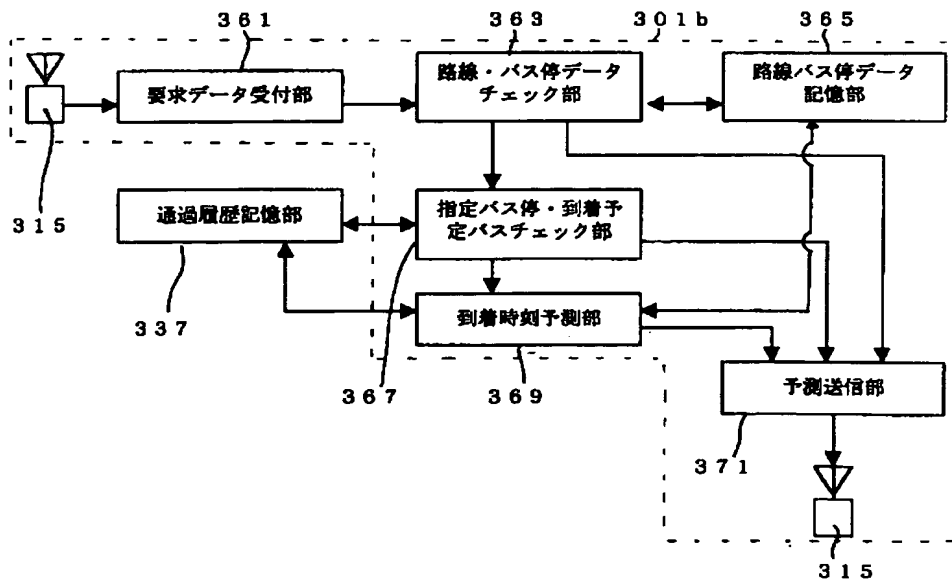 ３６１
３６３
３０１ｂ
３６５
要求データ受付部
路線・バス停データ
チェック部
路線バス停データ
記憶部
３１５
通過履歴記憶部
指定バス停・到着予
定バスチェック部
３３７
到着時刻予測部
３６７
３６９
予測送信部
３７１
３１５